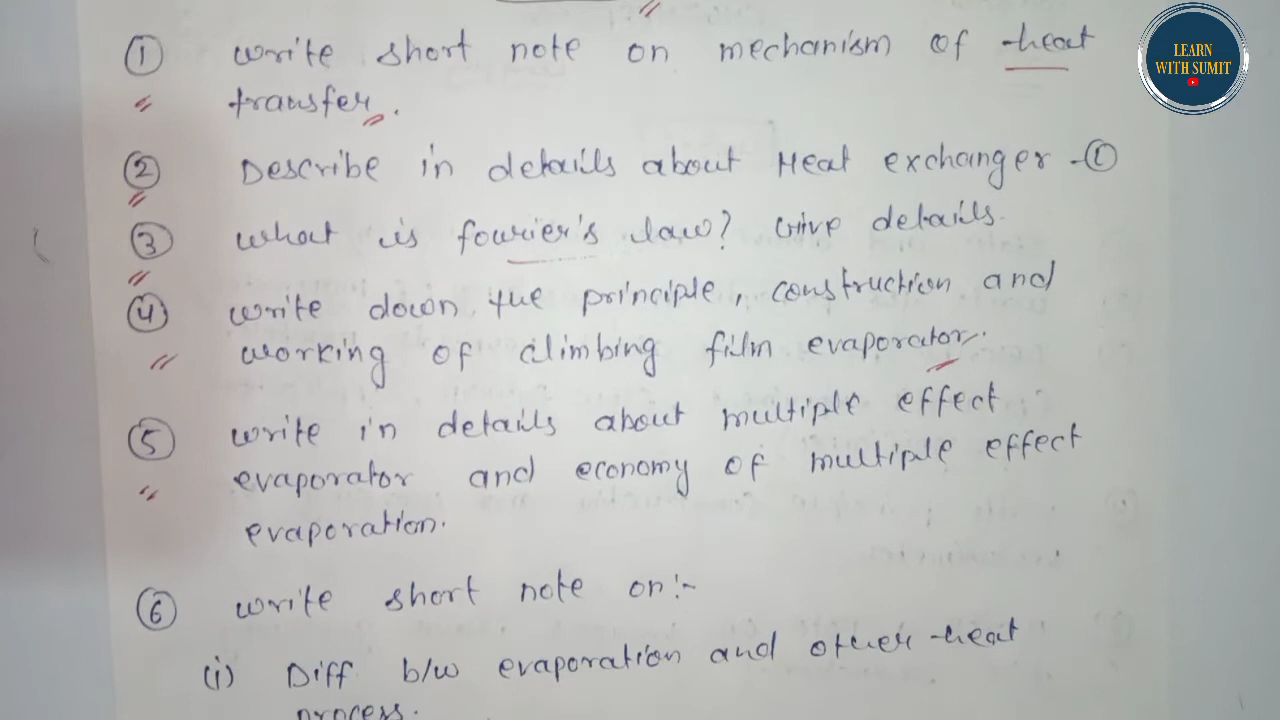 ① Write short note on mechanism of heat
transfer.
② Describe in details about Heat exchanger -①
③ What is fourier's law? Give details.
④ Write down the principle, construction and
working of climbing film evaporator.
⑤ Write in details about multiple effect
evaporator and economy of multiple effect
evaporation.
⑥ Write short note on:-
(i) Diff b/w evaporation and other heat
process.
LEARN
WITH SUMIT